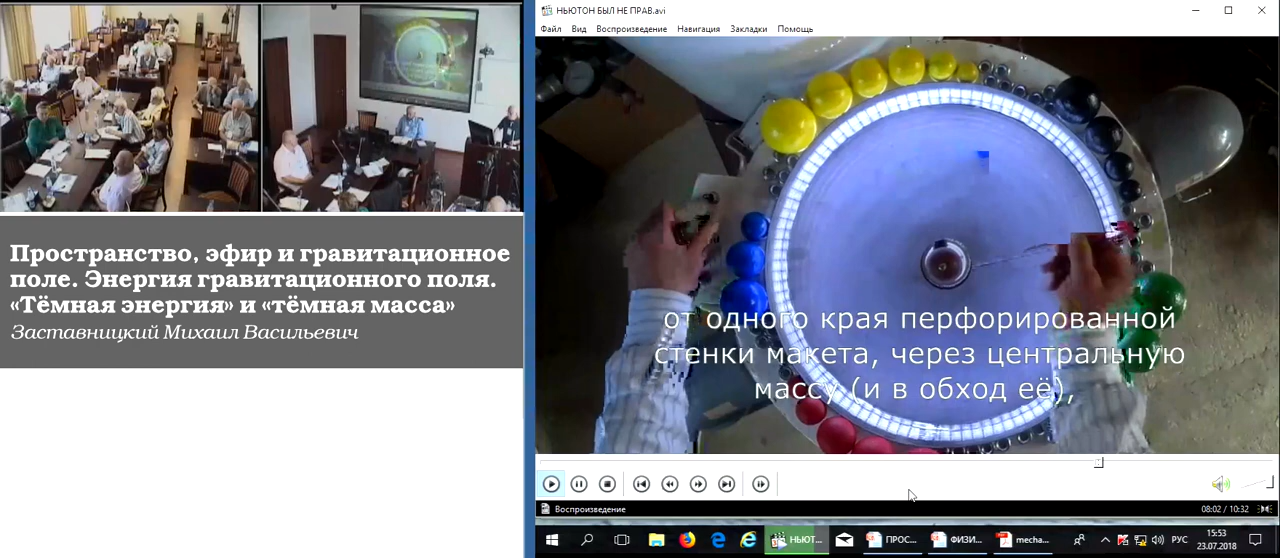 НЬЮТОН БЫЛ НЕ ПРАВ.avi
Файл Вид Воспроизведение Навигация Закладки Помощь
Пространство, эфир и гравитационное
поле. Энергия гравитационного поля.
«Тёмная энергия» и «тёмная масса»
Заставницкий Михаил Васильевич
от одного края перфорированной
стенки макета, через центральную
массу (и в обход её),
Воспроизведение
08:02 / 10:32
НЬЮТ...
ПРОС...
ФИЗИ...
mecha...
РУС
15:53
23.07.2018